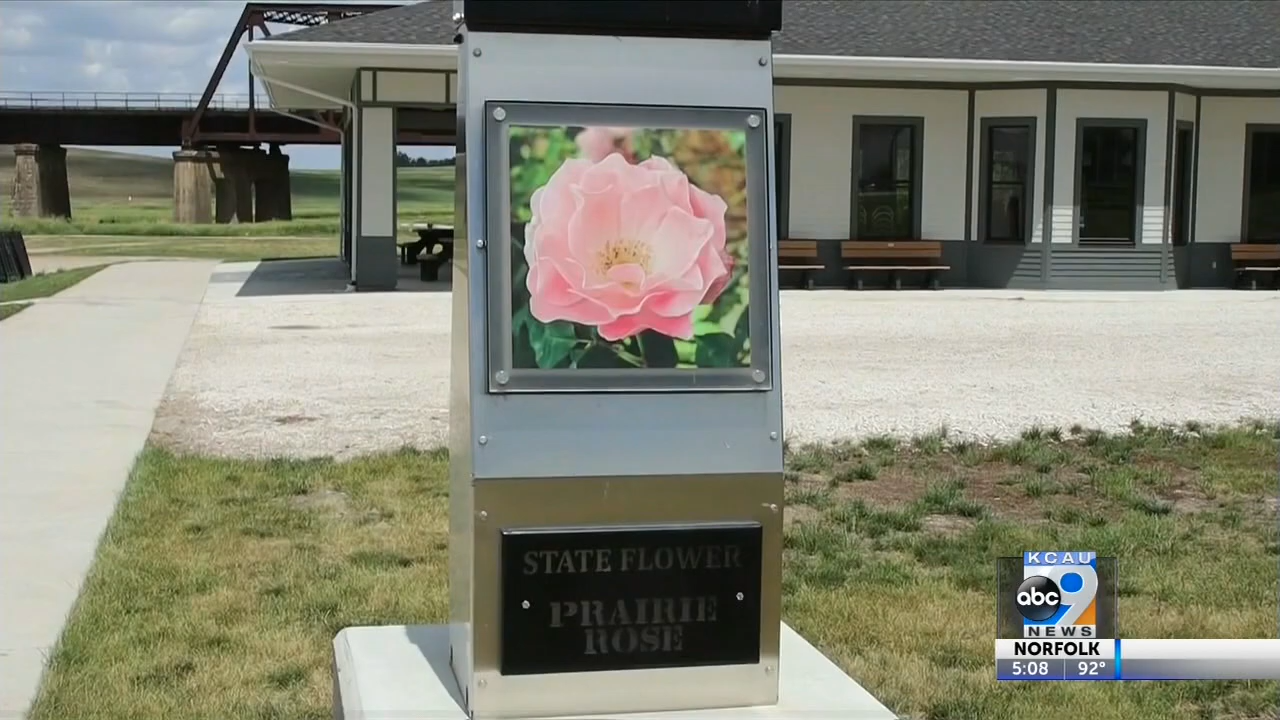 STATE FLOWER
PRAIRIE
ROSE
KCAU
abc 9
NEWS
NORFOLK
5:08 92°